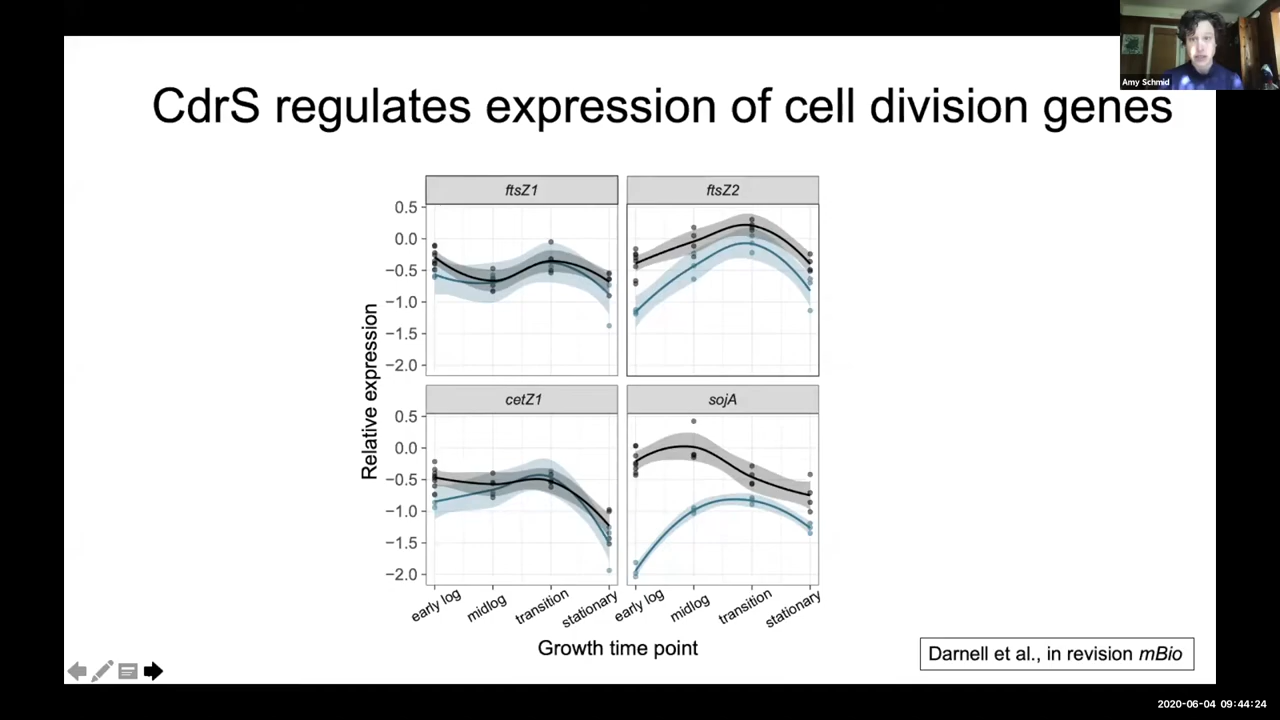 Amy Schmid
CdrS regulates expression of cell division genes
ftsZ1
ftsZ2
0.5
0.0
−0.5
−1.0
−1.5
−2.0
cetZ1
sojA
0.5
0.0
−0.5
−1.0
−1.5
−2.0
Relative expression
early log
midlog
transition
stationary
early log
midlog
transition
stationary
Growth time point
Darnell et al., in revision mBio
2020-06-04 09:44:24